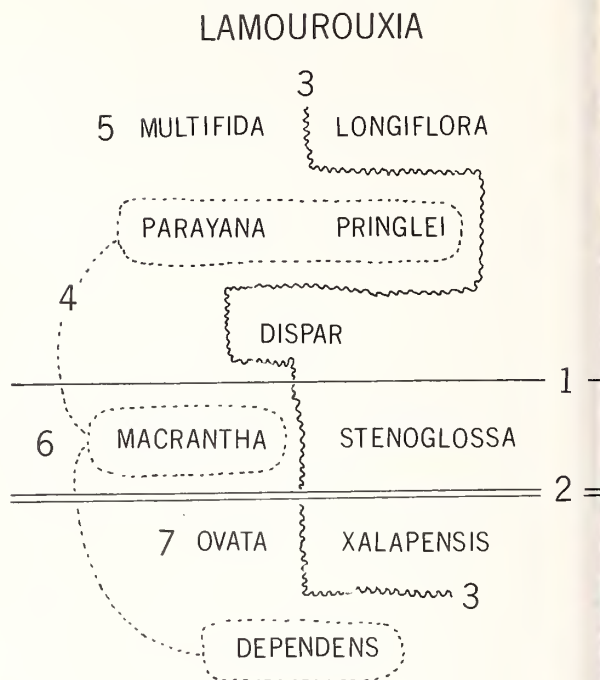 LAMOUROUXIA
3
5 MULTIFIDA LONGIFLORA
PARAYANA PRINGLEI
4
DISPAR
1
6 MACRANTHA STENOGLOSSA
2
7 OVATA XALAPENSIS
3
DEPENDENS